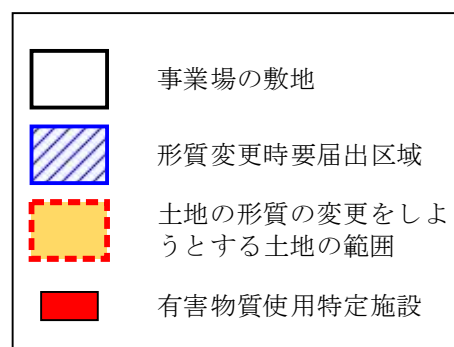 事業場の敷地
形質変更時要届出区域
土地の形質の変更をしよ
うとする土地の範囲
有害物質使用特定施設